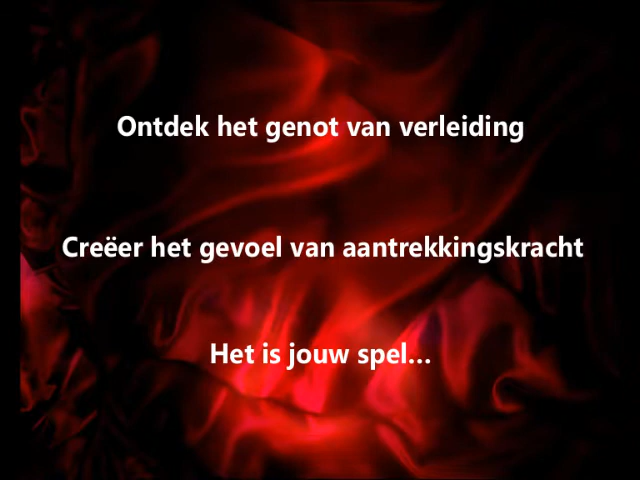 Ontdek het genot van verleiding
Creëer het gevoel van aantrekkingskracht
Het is jouw spel...